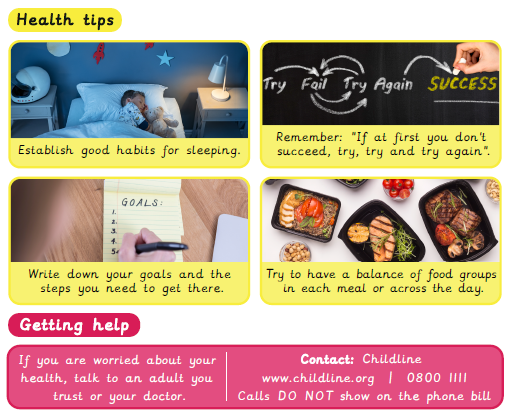 Health tips
Establish good habits for sleeping.
Try Fail Try Again SUCCESS
Remember: "If at first you don't
succeed, try, try and try again".
GOALS:
1.
2.
3.
4.
5.
Write down your goals and the
steps you need to get there.
Try to have a balance of food groups
in each meal or across the day.
Getting help
If you are worried about your
health, talk to an adult you
trust or your doctor.
Contact: Childline
www.childline.org | 0800 1111
Calls DO NOT show on the phone bill